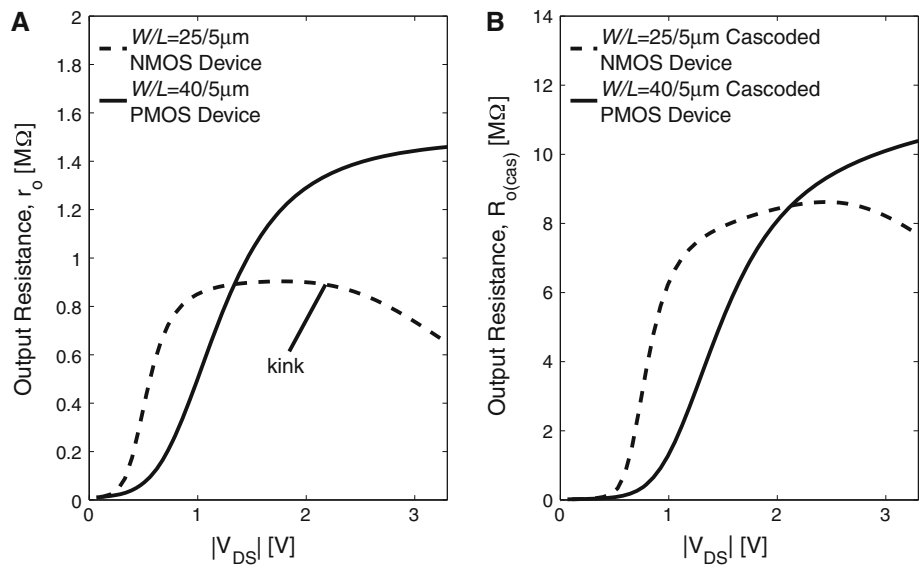 A
W/L=25/5μm
NMOS Device
W/L=40/5μm
PMOS Device
Output Resistance, r_o [MΩ]
2
1.8
1.6
1.4
1.2
1
0.8
0.6
0.4
0.2
0
kink
0 1 2 3
|V_DS| [V]
B
W/L=25/5μm Cascoded
NMOS Device
W/L=40/5μm Cascoded
PMOS Device
Output Resistance, R_o(cas) [MΩ]
14
12
10
8
6
4
2
0
0 1 2 3
|V_DS| [V]